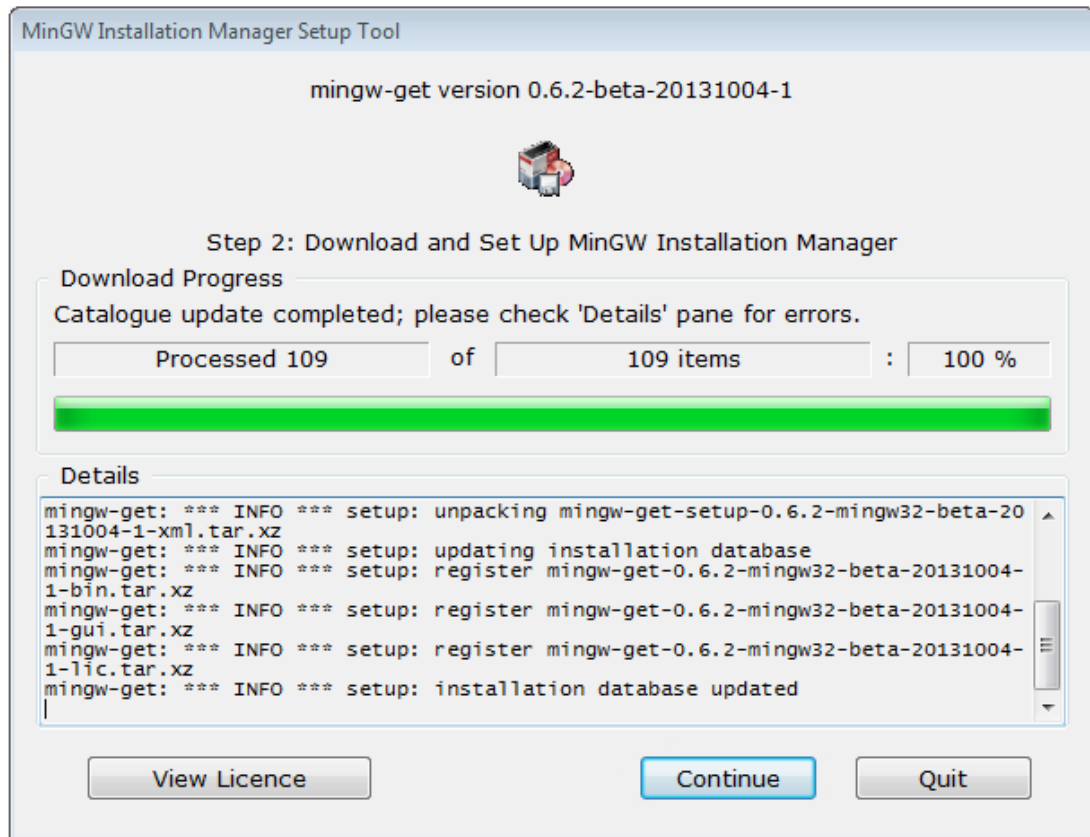 MinGW Installation Manager Setup Tool
mingw-get version 0.6.2-beta-20131004-1
Step 2: Download and Set Up MinGW Installation Manager
Download Progress
Catalogue update completed; please check 'Details' pane for errors.
Processed 109 of 109 items : 100 %
Details
mingw-get: *** INFO *** setup: unpacking mingw-get-setup-0.6.2-mingw32-beta-20
131004-1-xml.tar.xz
mingw-get: *** INFO *** setup: updating installation database
mingw-get: *** INFO *** setup: register mingw-get-0.6.2-mingw32-beta-20131004-
1-bin.tar.xz
mingw-get: *** INFO *** setup: register mingw-get-0.6.2-mingw32-beta-20131004-
1-gui.tar.xz
mingw-get: *** INFO *** setup: register mingw-get-0.6.2-mingw32-beta-20131004-
1-lic.tar.xz
mingw-get: *** INFO *** setup: installation database updated
View Licence Continue Quit